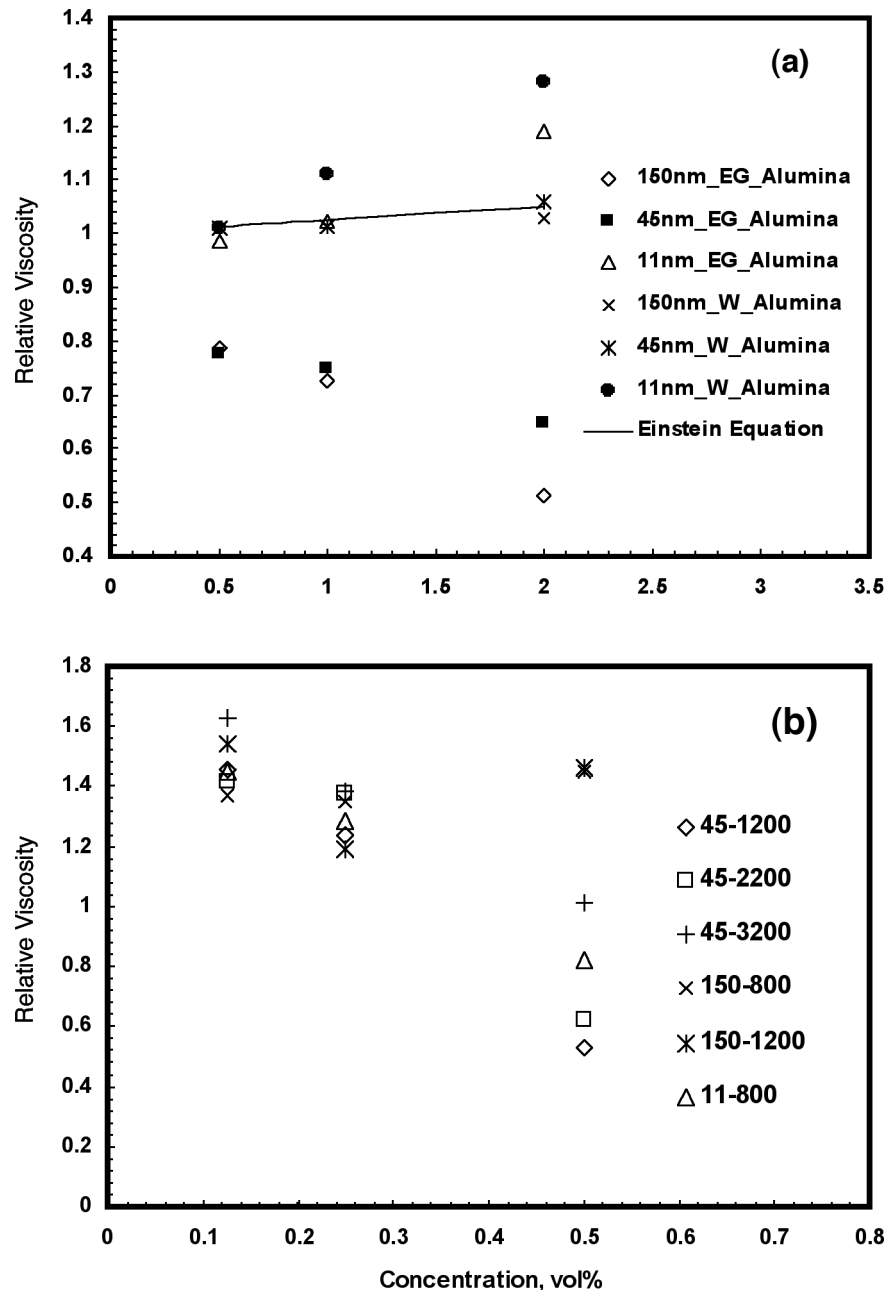 1.4
(a)
1.3
1.2
150nm_EG_Alumina
1.1
45nm_EG_Alumina
1
11nm_EG_Alumina
0.9
150nm_W_Alumina
0.8
45nm_W_Alumina
0.7
11nm_W_Alumina
0.6
Einstein Equation
0.5
0.4
Relative Viscosity
0 0.5 1 1.5 2 2.5 3 3.5
1.8
(b)
1.6
1.4
45-1200
1.2
45-2200
1
45-3200
0.8
150-800
0.6
150-1200
0.4
11-800
0.2
0
Relative Viscosity
0 0.1 0.2 0.3 0.4 0.5 0.6 0.7 0.8
Concentration, vol%